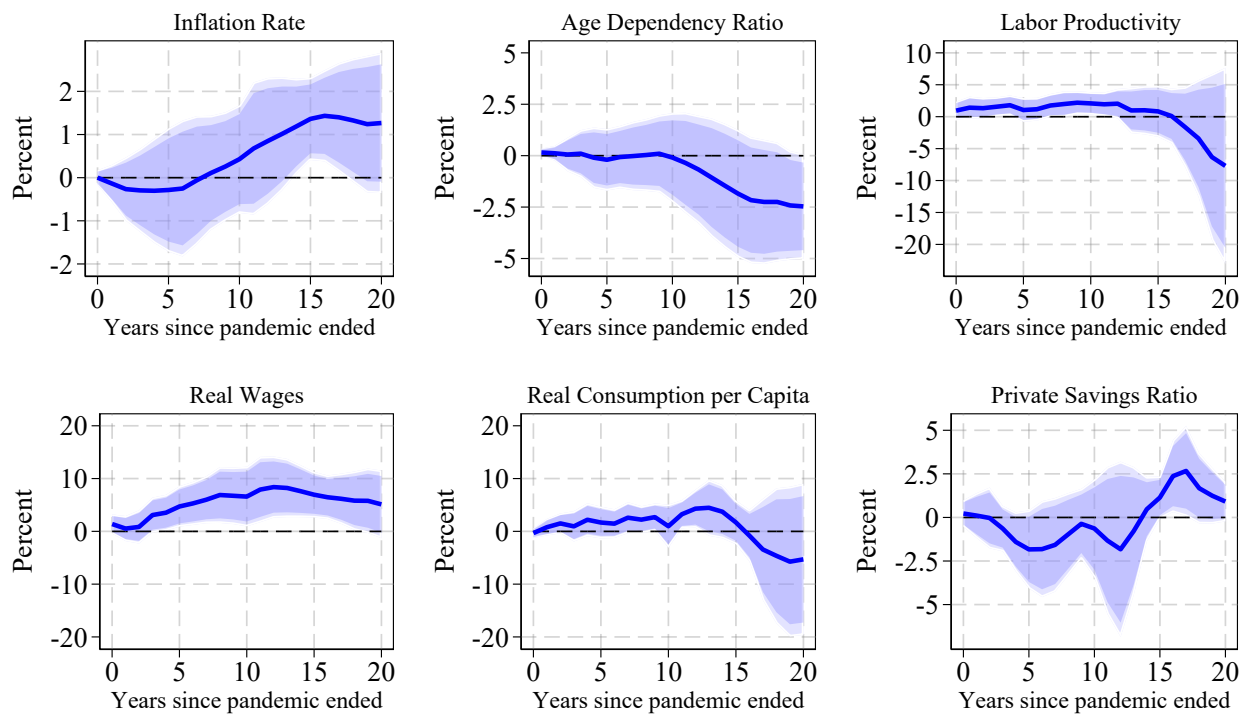 Inflation Rate
Percent
2
1
0
-1
-2
0 5 10 15 20
Years since pandemic ended
Age Dependency Ratio
Percent
5
2.5
0
-2.5
-5
0 5 10 15 20
Years since pandemic ended
Labor Productivity
Percent
10
5
0
-5
-10
-15
-20
0 5 10 15 20
Years since pandemic ended
Real Wages
Percent
20
10
0
-10
-20
0 5 10 15 20
Years since pandemic ended
Real Consumption per Capita
Percent
20
10
0
-10
-20
0 5 10 15 20
Years since pandemic ended
Private Savings Ratio
Percent
5
2.5
0
-2.5
-5
0 5 10 15 20
Years since pandemic ended